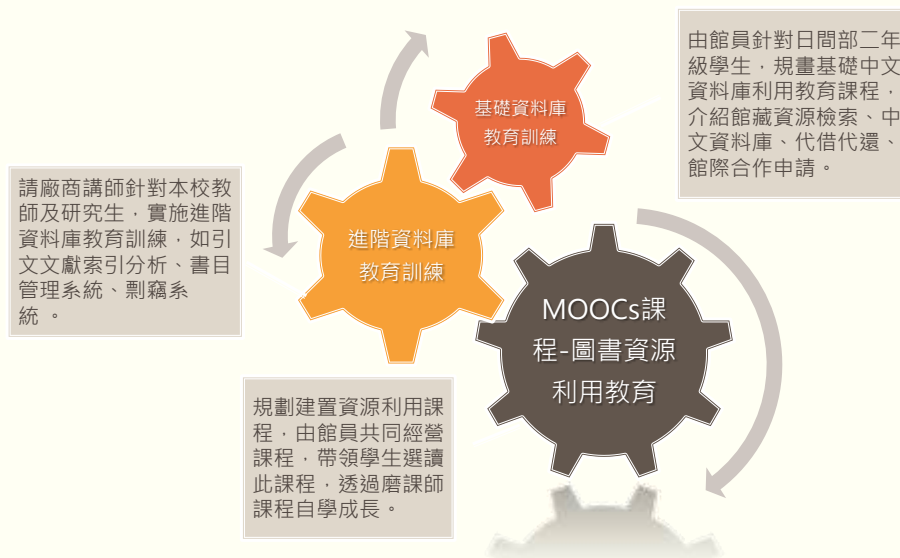 基礎資料庫
教育訓練
由館員針對日間部二年
級學生，規畫基礎中文
資料庫利用教育課程，
介紹館藏資源檢索、中
文資料庫、代借代還、
館際合作申請。
請廠商講師針對本校教
師及研究生，實施進階
資料庫教育訓練，如引
文文獻索引分析、書目
管理系統、剽竊系
統 。
進階資料庫
教育訓練
MOOCs課
程-圖書資源
利用教育
規劃建置資源利用課
程，由館員共同經營
課程，帶領學生選讀
此課程，透過磨課師
課程自學成長。